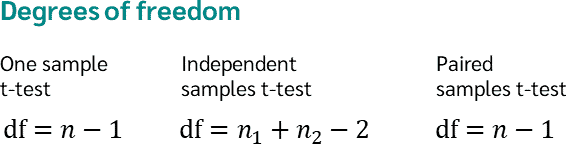 Degrees of freedom
One sample
t-test
df = n − 1
Independent
samples t-test
df = n₁ + n₂ − 2
Paired
samples t-test
df = n − 1